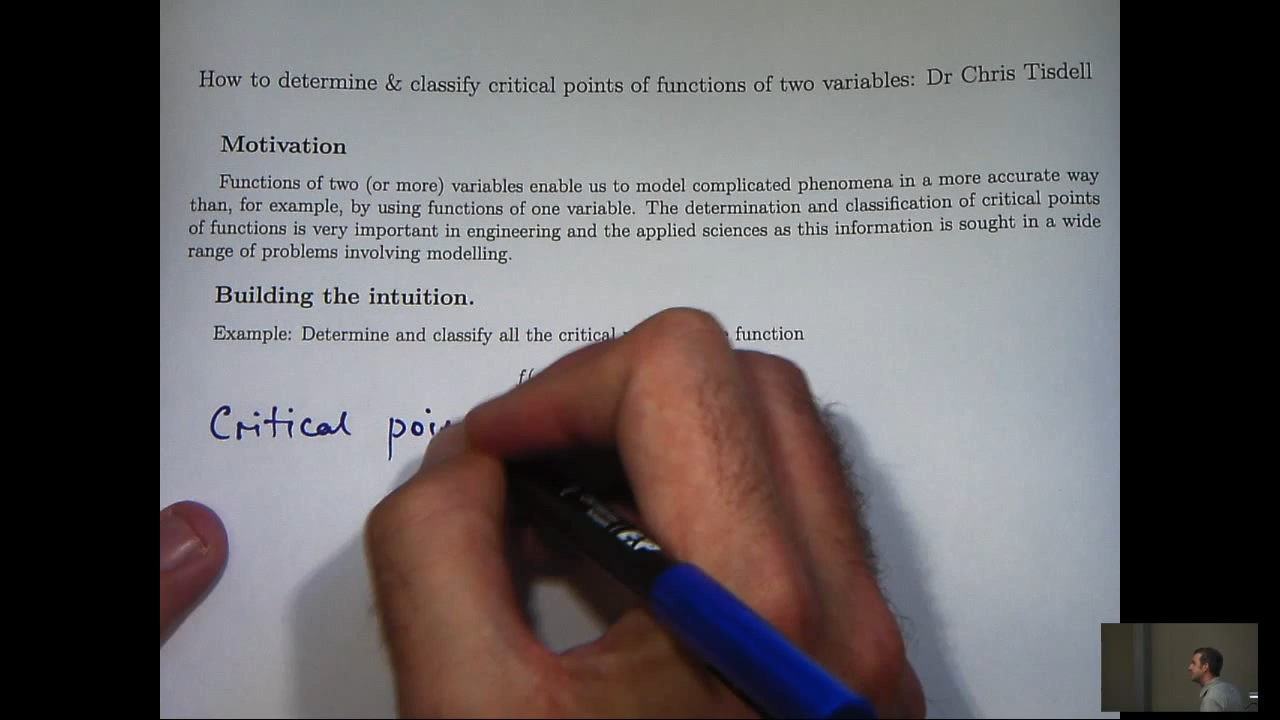 How to determine & classify critical points of functions of two variables: Dr Chris Tisdell
Motivation
Functions of two (or more) variables enable us to model complicated phenomena in a more accurate way
than, for example, by using functions of one variable. The determination and classification of critical points
of functions is very important in engineering and the applied sciences as this information is sought in a wide
range of problems involving modelling.
Building the intuition.
Example: Determine and classify all the critical function
f(
Critical poi